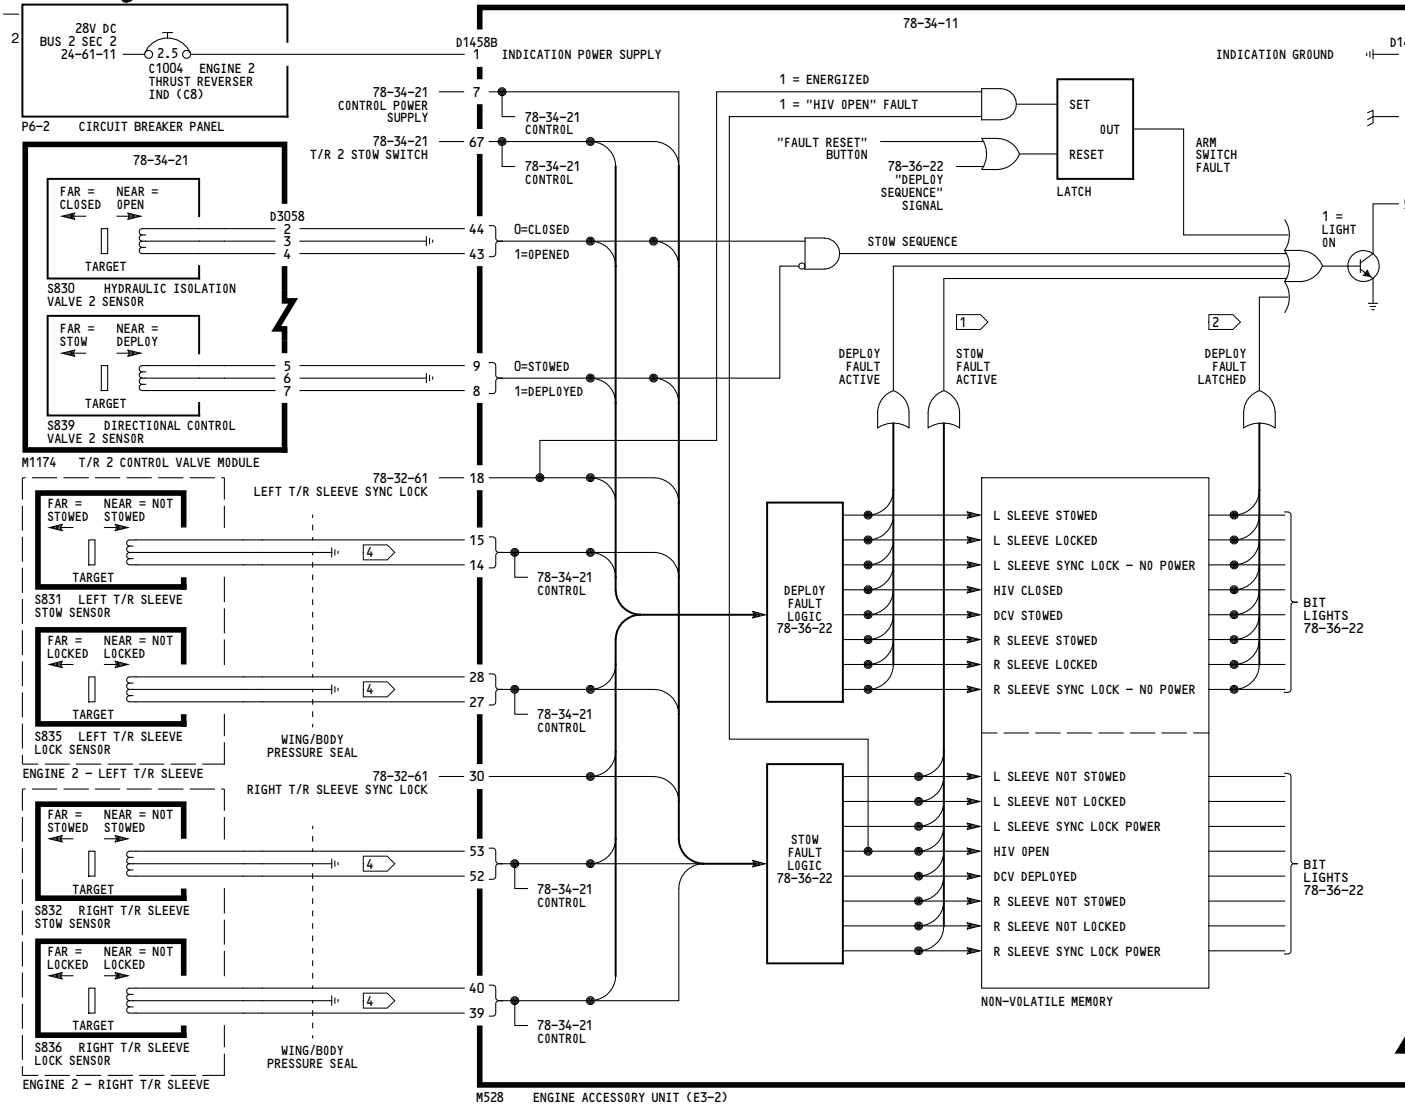 2
28V DC
BUS 2 SEC 2
24-61-11
2.5
C1004 ENGINE 2
THRUST REVERSER
IND (C8)
P6-2 CIRCUIT BREAKER PANEL
D1458B
1 INDICATION POWER SUPPLY
78-34-11
INDICATION GROUND
D14
78-34-21
CONTROL POWER
SUPPLY
7
78-34-21
CONTROL
78-34-21
T/R 2 STOW SWITCH
67
78-34-21
CONTROL
1 = ENERGIZED
1 = "HIV OPEN" FAULT
"FAULT RESET"
BUTTON
78-36-22
"DEPLOY
SEQUENCE"
SIGNAL
SET
OUT
RESET
LATCH
ARM
SWITCH
FAULT
1 =
LIGHT
ON
5
78-34-21
FAR = NEAR =
CLOSED OPEN
TARGET
S830 HYDRAULIC ISOLATION
VALVE 2 SENSOR
D3058
2
3
4
44
43
0=CLOSED
1=OPENED
STOW SEQUENCE
FAR = NEAR =
STOW DEPLOY
TARGET
S839 DIRECTIONAL CONTROL
VALVE 2 SENSOR
5
6
7
9
8
0=STOWED
1=DEPLOYED
M1174 T/R 2 CONTROL VALVE MODULE
DEPLOY
FAULT
ACTIVE
1
STOW
FAULT
ACTIVE
2
DEPLOY
FAULT
LATCHED
78-32-61
LEFT T/R SLEEVE SYNC LOCK
18
FAR = NEAR = NOT
STOWED STOWED
TARGET
S831 LEFT T/R SLEEVE
STOW SENSOR
4
15
14
78-34-21
CONTROL
FAR = NEAR = NOT
LOCKED LOCKED
TARGET
S835 LEFT T/R SLEEVE
LOCK SENSOR
4
28
27
78-34-21
CONTROL
WING/BODY
PRESSURE SEAL
ENGINE 2 - LEFT T/R SLEEVE
78-32-61
RIGHT T/R SLEEVE SYNC LOCK
30
FAR = NEAR = NOT
STOWED STOWED
TARGET
S832 RIGHT T/R SLEEVE
STOW SENSOR
4
53
52
78-34-21
CONTROL
FAR = NEAR = NOT
LOCKED LOCKED
TARGET
S836 RIGHT T/R SLEEVE
LOCK SENSOR
4
40
39
78-34-21
CONTROL
WING/BODY
PRESSURE SEAL
ENGINE 2 - RIGHT T/R SLEEVE
DEPLOY
FAULT
LOGIC
78-36-22
L SLEEVE STOWED
L SLEEVE LOCKED
L SLEEVE SYNC LOCK - NO POWER
HIV CLOSED
DCV STOWED
R SLEEVE STOWED
R SLEEVE LOCKED
R SLEEVE SYNC LOCK - NO POWER
BIT
LIGHTS
78-36-22
STOW
FAULT
LOGIC
78-36-22
L SLEEVE NOT STOWED
L SLEEVE NOT LOCKED
L SLEEVE SYNC LOCK POWER
HIV OPEN
DCV DEPLOYED
R SLEEVE NOT STOWED
R SLEEVE NOT LOCKED
R SLEEVE SYNC LOCK POWER
BIT
LIGHTS
78-36-22
NON-VOLATILE MEMORY
M528 ENGINE ACCESSORY UNIT (E3-2)